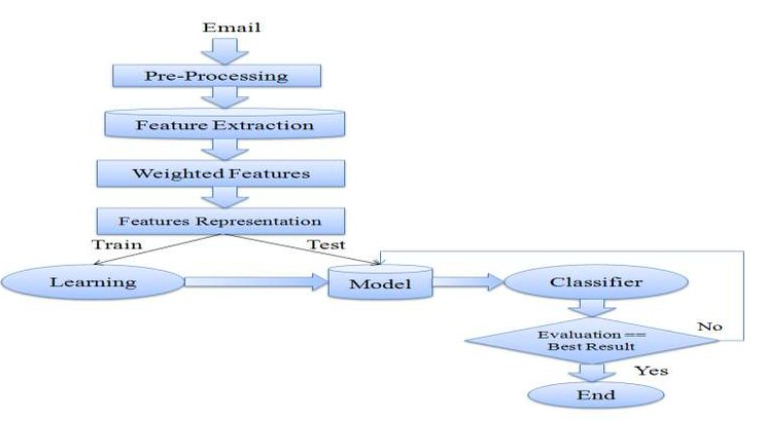 Email
Pre-Processing
Feature Extraction
Weighted Features
Features Representation
Train
Test
Learning
Model
Classifier
Evaluation ==
Best Result
No
Yes
End